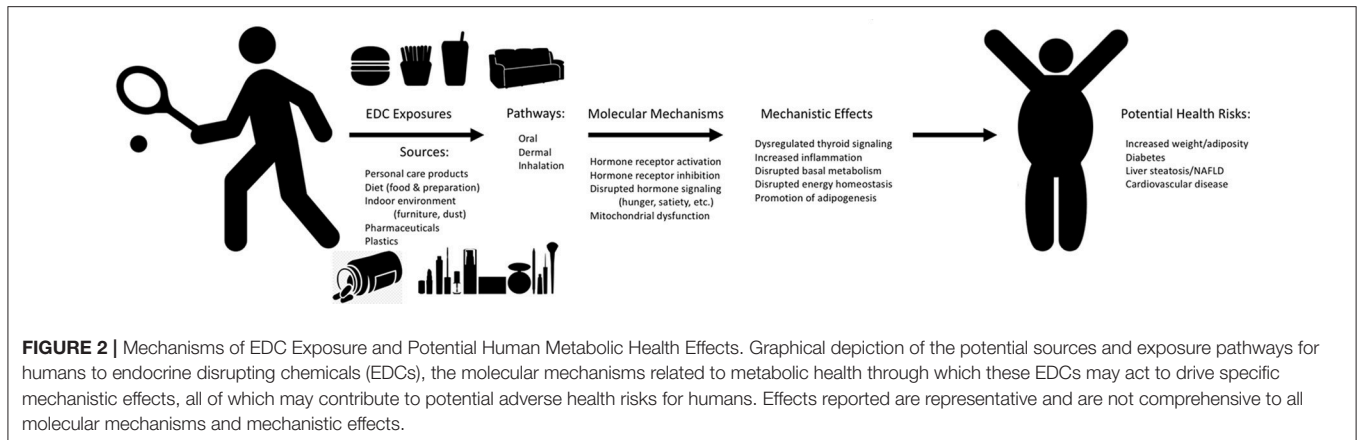 EDC Exposures
Sources:
Personal care products
Diet (food & preparation)
Indoor environment
(furniture, dust)
Pharmaceuticals
Plastics
Pathways:
Oral
Dermal
Inhalation
Molecular Mechanisms
Hormone receptor activation
Hormone receptor inhibition
Disrupted hormone signaling
(hunger, satiety, etc.)
Mitochondrial dysfunction
Mechanistic Effects
Dysregulated thyroid signaling
Increased inflammation
Disrupted basal metabolism
Disrupted energy homeostasis
Promotion of adipogenesis
Potential Health Risks:
Increased weight/adiposity
Diabetes
Liver steatosis/NAFLD
Cardiovascular disease
FIGURE 2 | Mechanisms of EDC Exposure and Potential Human Metabolic Health Effects. Graphical depiction of the potential sources and exposure pathways for
humans to endocrine disrupting chemicals (EDCs), the molecular mechanisms related to metabolic health through which these EDCs may act to drive specific
mechanistic effects, all of which may contribute to potential adverse health risks for humans. Effects reported are representative and are not comprehensive to all
molecular mechanisms and mechanistic effects.